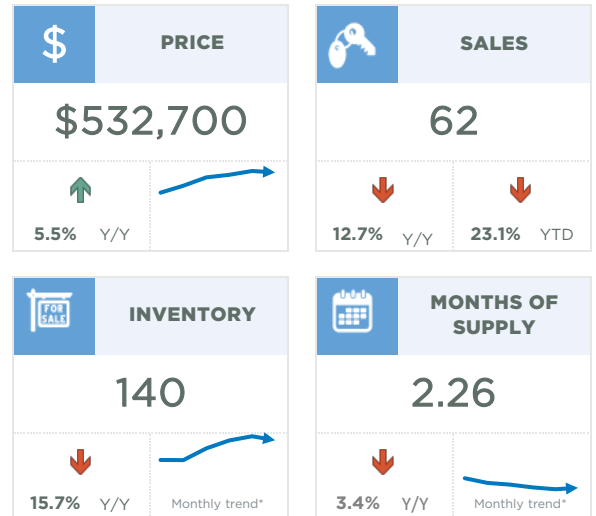 $
PRICE
$532,700
5.5% Y/Y
SALES
62
12.7% Y/Y
23.1% YTD
FOR
SALE
INVENTORY
140
15.7% Y/Y
Monthly trend*
MONTHS OF
SUPPLY
2.26
3.4% Y/Y
Monthly trend*